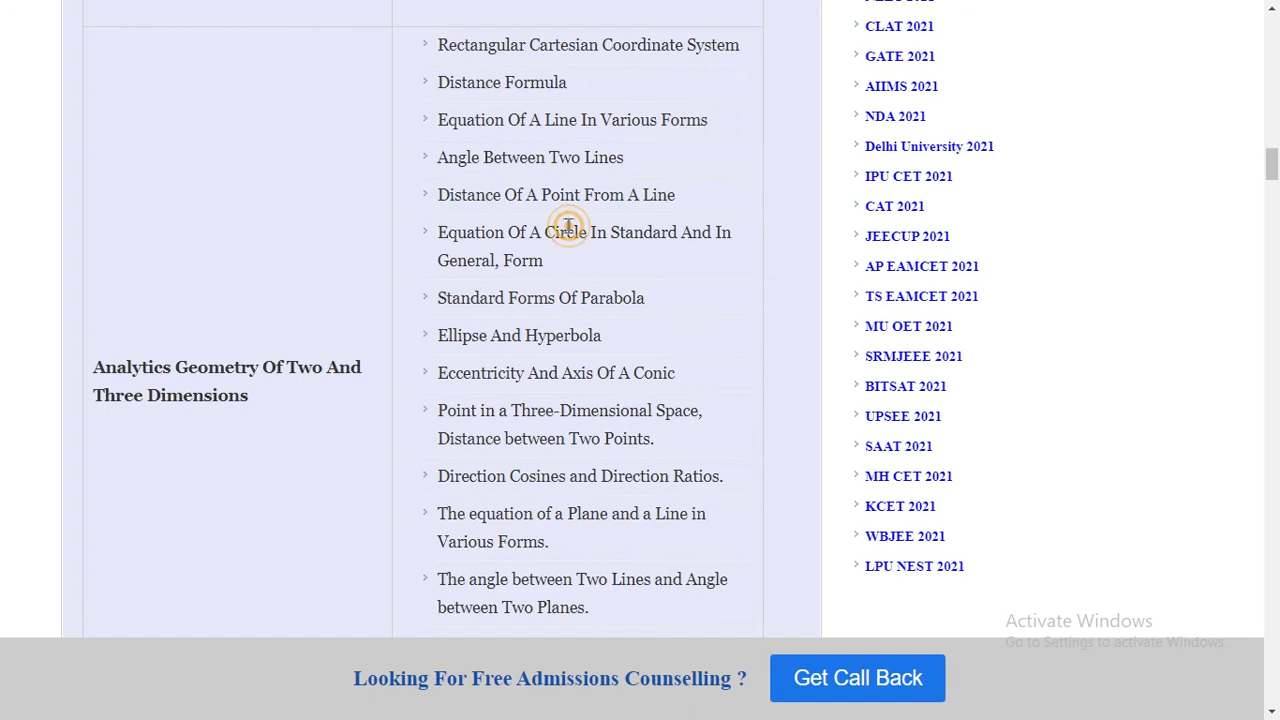 Rectangular Cartesian Coordinate System
Distance Formula
Equation Of A Line In Various Forms
Angle Between Two Lines
Distance Of A Point From A Line
Equation Of A Circle In Standard And In
General, Form
Standard Forms Of Parabola
Ellipse And Hyperbola
Analytics Geometry Of Two And
Three Dimensions
Eccentricity And Axis Of A Conic
Point in a Three-Dimensional Space,
Distance between Two Points.
Direction Cosines and Direction Ratios.
The equation of a Plane and a Line in
Various Forms.
The angle between Two Lines and Angle
between Two Planes.
CLAT 2021
GATE 2021
AIIMS 2021
NDA 2021
Delhi University 2021
IPU CET 2021
CAT 2021
JEECUP 2021
AP EAMCET 2021
TS EAMCET 2021
MU OET 2021
SRMJEEE 2021
BITSAT 2021
UPSEE 2021
SAAT 2021
MH CET 2021
KCET 2021
WBJEE 2021
LPU NEST 2021
Activate Windows
Go to Settings to activate Windows.
Looking For Free Admissions Counselling ?
Get Call Back